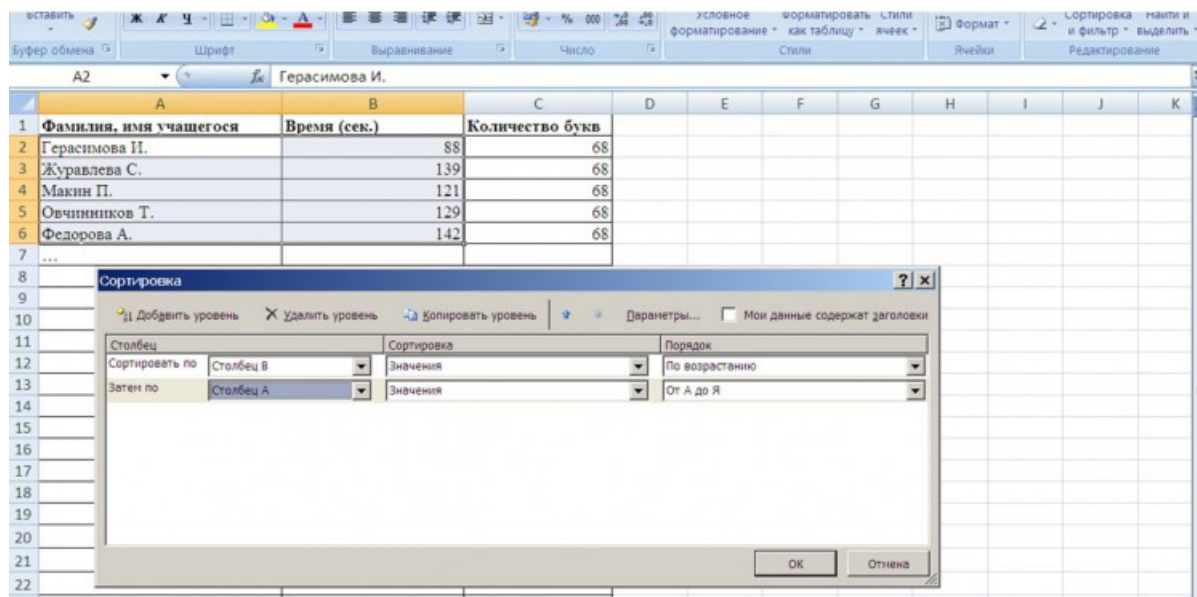 Вставить
Ж К Ч А % 000
Условное форматирование
Форматировать как таблицу
Стили ячеек
Формат
Сортировка и фильтр
Найти и выделить
Буфер обмена Шрифт Выравнивание Число Стили Ячейки Редактирование
A2 fx Герасимова И.
A B C D E F G H I J K
1 Фамилия, имя учащегося Время (сек.) Количество букв
2 Герасимова И. 88 68
3 Журавлева С. 139 68
4 Макин П. 121 68
5 Овчинников Т. 129 68
6 Федорова А. 142 68
7 ...
8
Сортировка ? ×
9
10
Добавить уровень Удалить уровень Копировать уровень Параметры... Мои данные содержат заголовки
11
Столбец Сортировка Порядок
12
Сортировать по Столбец B Значения По возрастанию
13
Затем по Столбец A Значения От А до Я
14
15
16
17
18
19
20
21
ОК Отмена
22